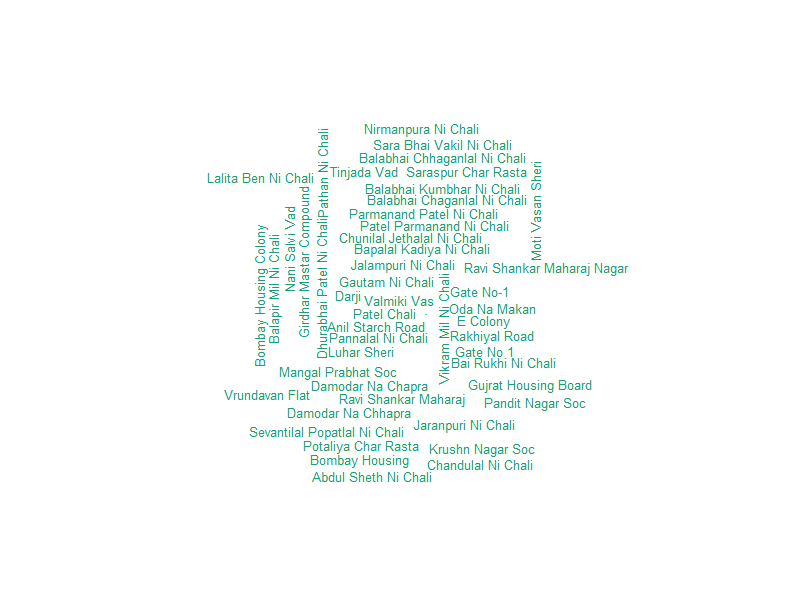 Nirmanpura Ni Chali
Sara Bhai Vakil Ni Chali
Balabhai Chhaganlal Ni Chali
Tinjada Vad
Saraspur Char Rasta
Lalita Ben Ni Chali
Pathan Ni Chali
Moti Vasan Sheri
Balabhai Kumbhar Ni Chali
Balabhai Chaganlal Ni Chali
Parmanand Patel Ni Chali
Patel Parmanand Ni Chali
Chunilal Jethalal Ni Chali
Bapalal Kadiya Ni Chali
Bombay Housing Colony
Balapir Mil Ni Chali
Nani Salvi Vad
Girdhar Mastar Compound
Dhurabhai Patel Ni Chali
Jalampuri Ni Chali
Ravi Shankar Maharaj Nagar
Gautam Ni Chali
Vikram Mil Ni Chali
Gate No-1
Darji
Valmiki Vas
Oda Na Makan
Patel Chali
.
E Colony
Anil Starch Road
Pannalal Ni Chali
Rakhiyal Road
Luhar Sheri
Gate No 1
Bai Rukhi Ni Chali
Mangal Prabhat Soc
Damodar Na Chapra
Gujrat Housing Board
Vrundavan Flat
Ravi Shankar Maharaj
Pandit Nagar Soc
Damodar Na Chhapra
Jaranpuri Ni Chali
Sevantilal Popatlal Ni Chali
Potaliya Char Rasta
Krushn Nagar Soc
Bombay Housing
Chandulal Ni Chali
Abdul Sheth Ni Chali